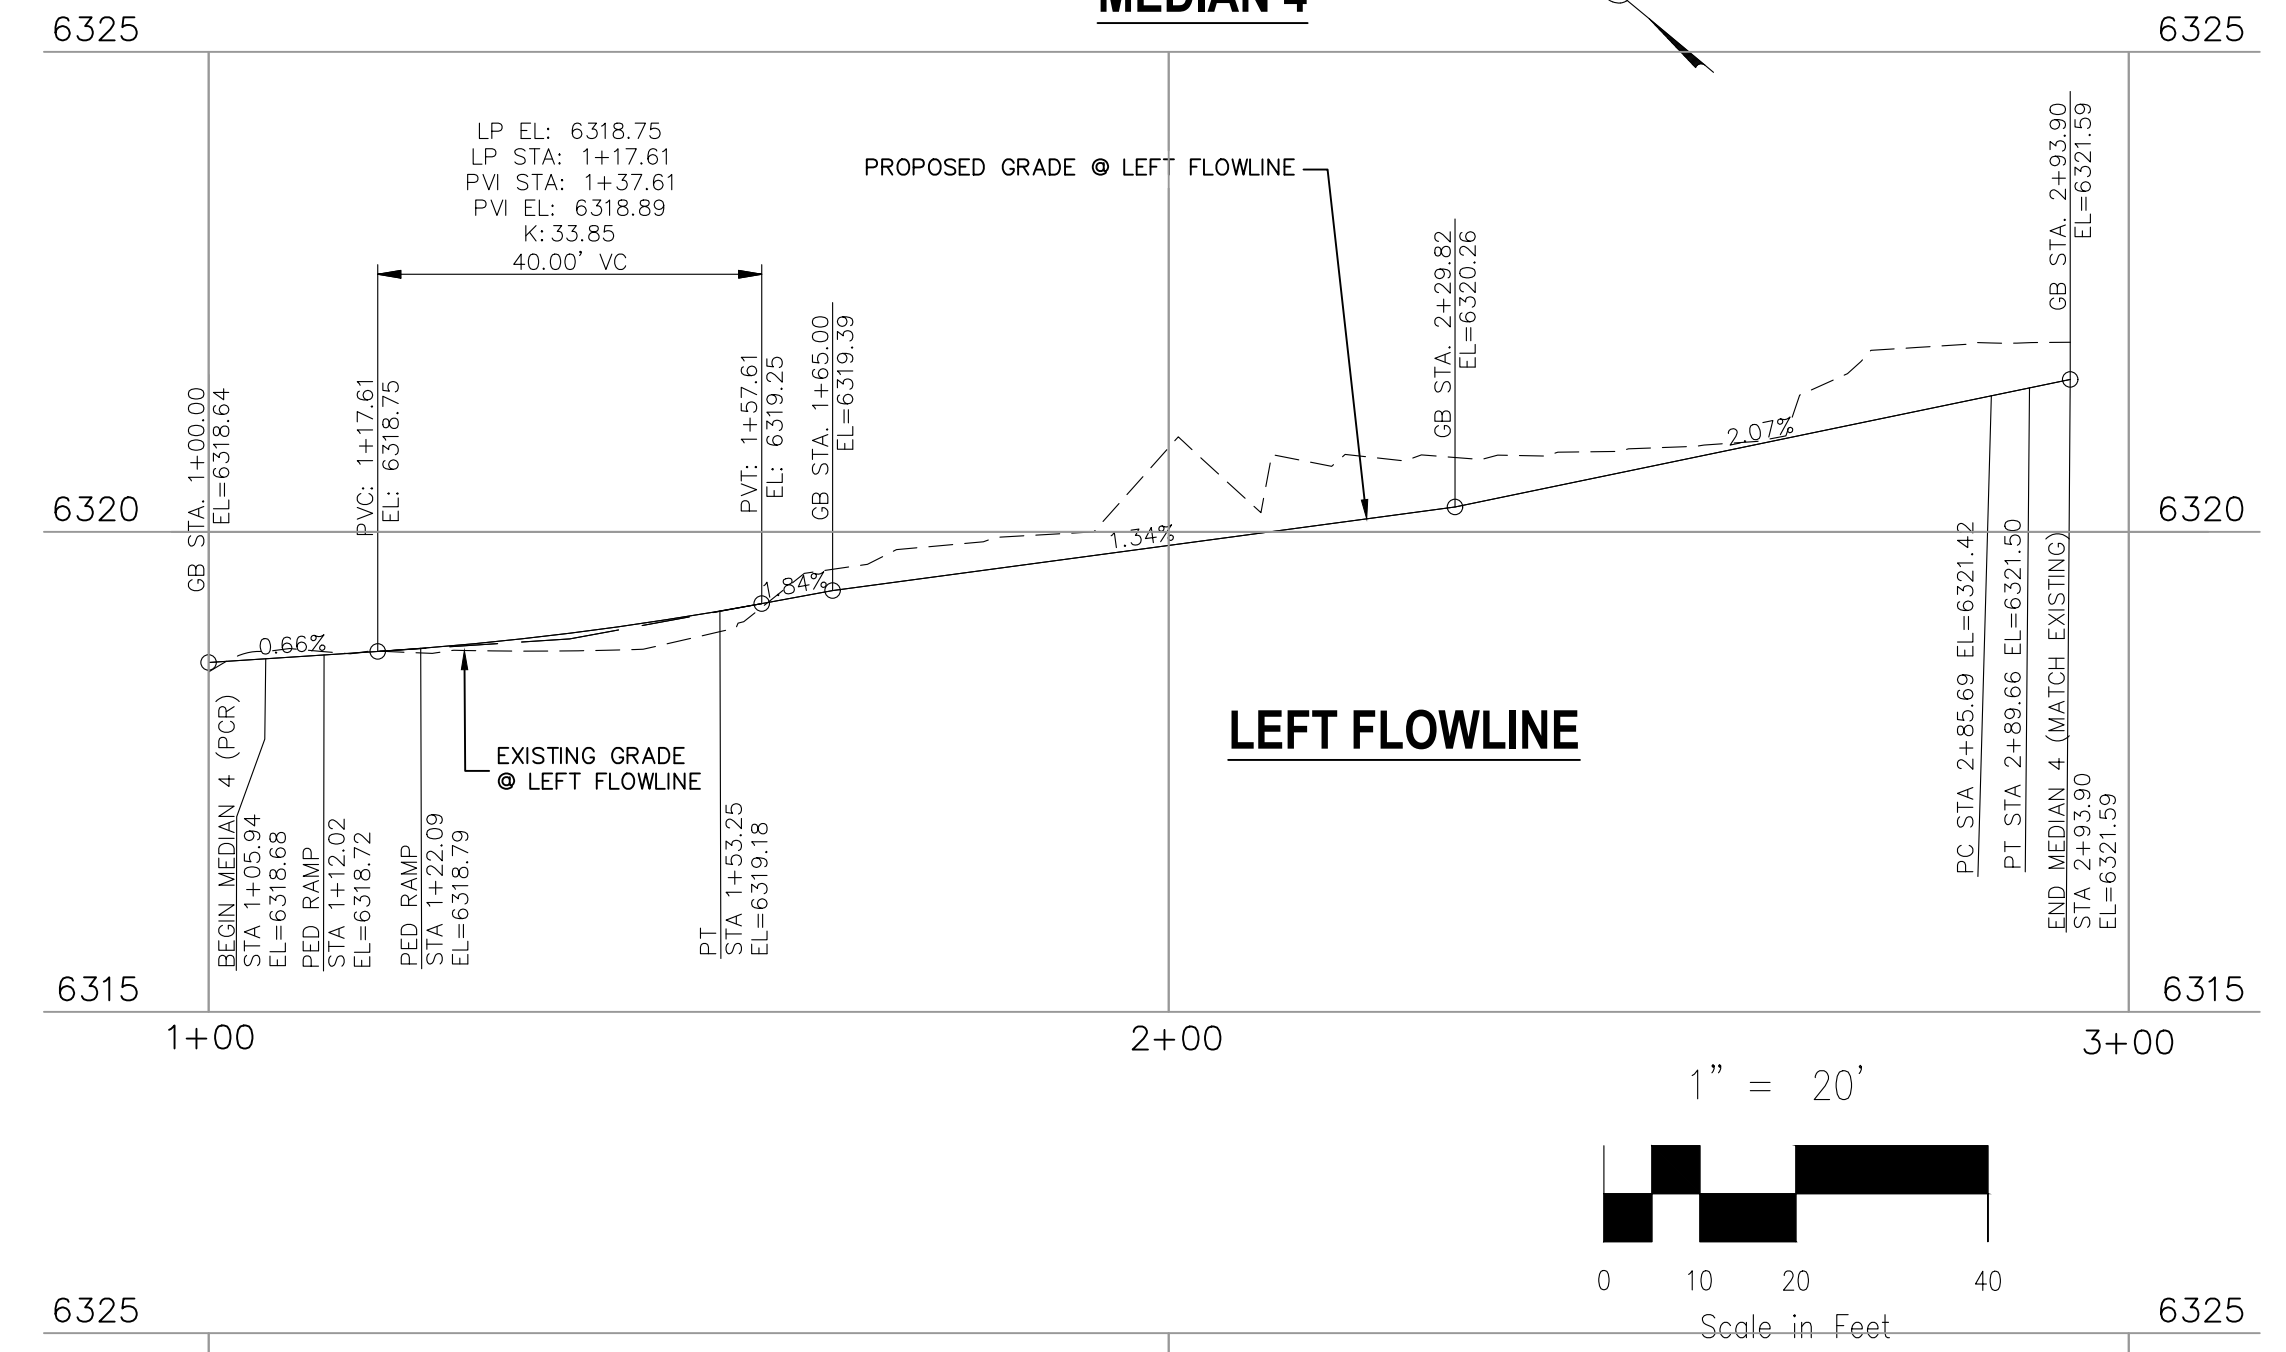 MEDIAN 4
6325
6325
LP EL: 6318.75
LP STA: 1+17.61
PVI STA: 1+37.61
PVI EL: 6318.89
K: 33.85
40.00' VC
PROPOSED GRADE @ LEFT FLOWLINE
GB STA. 1+00.00
EL=6318.64
PVC: 1+17.61
EL: 6318.75
PVT: 1+57.61
EL: 6319.25
GB STA. 1+65.00
EL=6319.39
GB STA. 2+29.82
EL=6320.26
GB STA. 2+93.90
EL=6321.59
6320
6320
0.66%
1.84%
1.34%
2.07%
EXISTING GRADE
@ LEFT FLOWLINE
LEFT FLOWLINE
BEGIN MEDIAN 4 (PCR)
STA 1+05.94
EL=6318.68
PED RAMP
STA 1+12.02
EL=6318.72
PED RAMP
STA 1+22.09
EL=6318.79
PT
STA 1+53.25
EL=6319.18
PC STA 2+85.69 EL=6321.42
PT STA 2+89.66 EL=6321.50
END MEDIAN 4 (MATCH EXISTING)
STA 2+93.90
EL=6321.59
6315
6315
1+00
2+00
3+00
1" = 20'
0 10 20 40
Scale in Feet
6325
6325